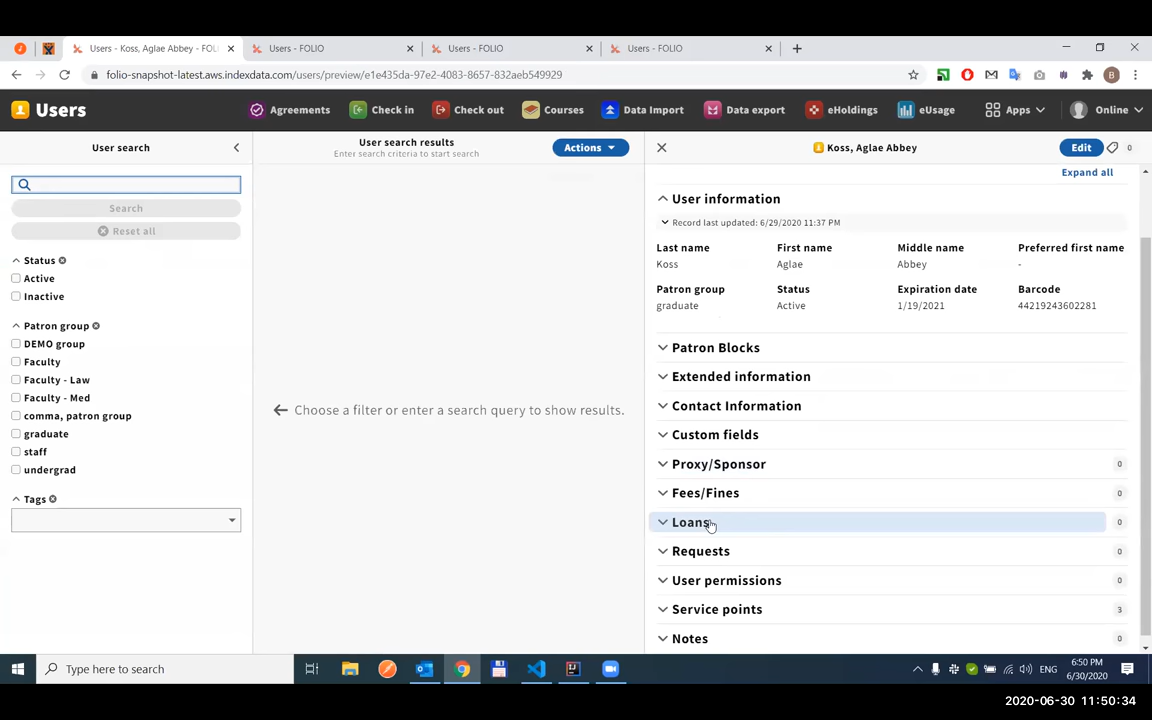 Users - Koss, Aglae Abbey - FOLI
Users - FOLIO
Users - FOLIO
Users - FOLIO
folio-snapshot-latest.aws.indexdata.com/users/preview/e1e435da-97e2-4083-8657-832aeb549929
B
Users
Agreements
Check in
Check out
Courses
Data Import
Data export
eHoldings
eUsage
Apps
Online
User search
User search results
Enter search criteria to start search
Actions
Koss, Aglae Abbey
Edit
0
Expand all
Search
Reset all
Status
Active
Inactive
Patron group
DEMO group
Faculty
Faculty - Law
Faculty - Med
comma, patron group
graduate
staff
undergrad
Tags
Choose a filter or enter a search query to show results.
User information
Record last updated: 6/29/2020 11:37 PM
Last name First name Middle name Preferred first name
Koss Aglae Abbey -
Patron group Status Expiration date Barcode
graduate Active 1/19/2021 44219243602281
Patron Blocks
Extended information
Contact Information
Custom fields
Proxy/Sponsor 0
Fees/Fines 0
Loans 0
Requests 0
User permissions 0
Service points 3
Notes 0
Type here to search
ENG
6:50 PM
6/30/2020
2020-06-30 11:50:34